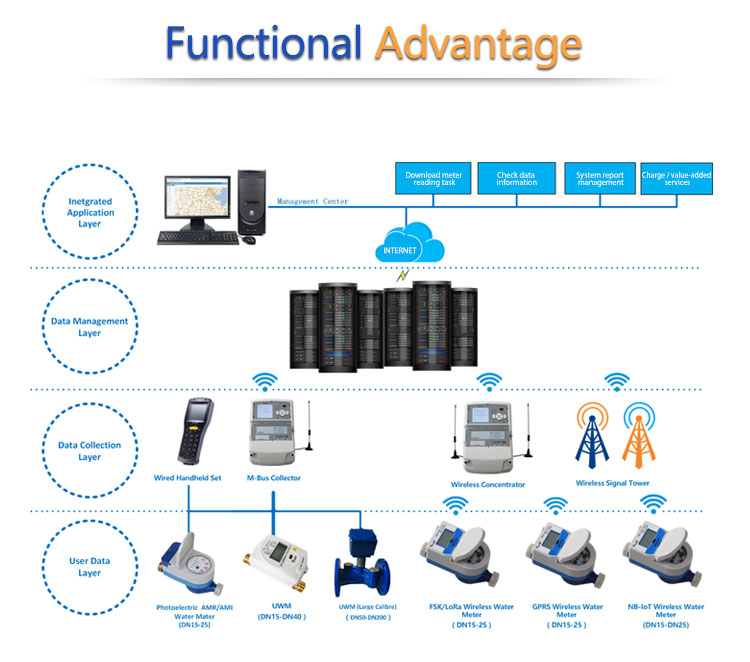 Functional Advantage
Inetgrated
Application
Layer
Management Center
Download meter
reading task
Check data
information
System report
management
Charge / value-added
services
INTERNET
Data Management
Layer
Data Collection
Layer
Wired Handheld Set
M-Bus Collector
Wireless Concentrator
Wireless Signal Tower
User Data
Layer
Photoelectric AMR/AMI
Water Mater
(DN15-25)
UWM
(DN15-DN40 )
UWM (Large Calibre)
( DN50-DN200 )
FSK/LoRa Wireless Water
Meter
( DN15-25 )
GPRS Wireless Water
Meter
( DN15-25 )
NB-IoT Wireless Water
Meter
(DN15-DN25)